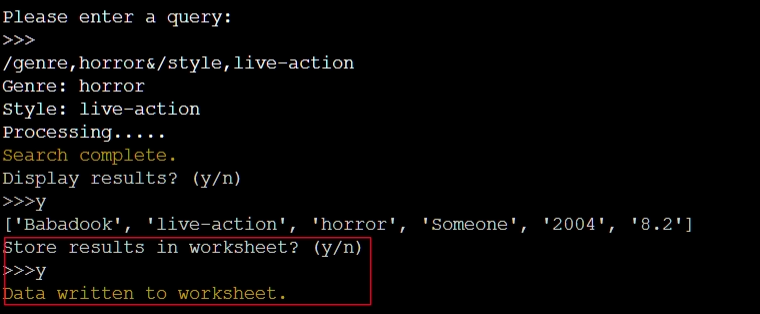 Please enter a query:
>>>
/genre,horror&/style,live-action
Genre: horror
Style: live-action
Processing.....
Search complete.
Display results? (y/n)
>>>y
['Babadook', 'live-action', 'horror', 'Someone', '2004', '8.2']
Store results in worksheet? (y/n)
>>>y
Data written to worksheet.